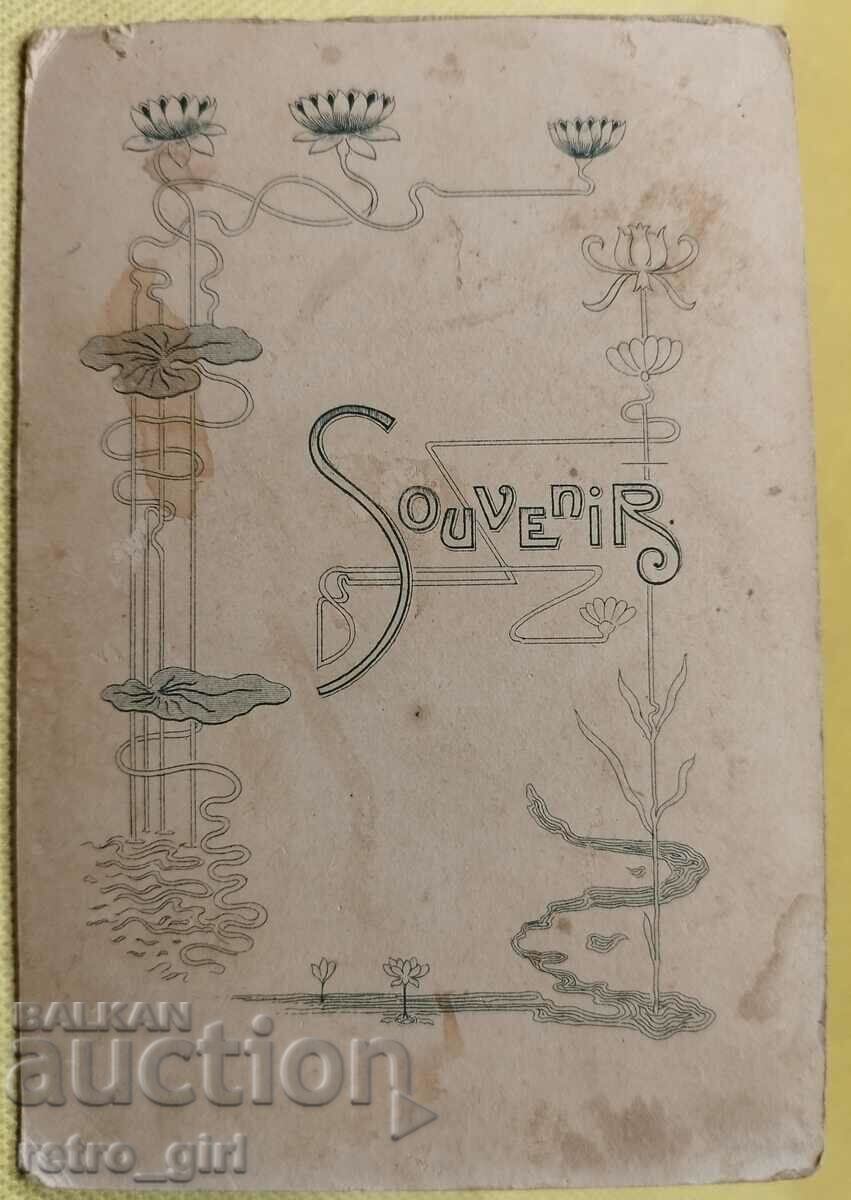 SouveniR
BALKAN
auction
retro_girl